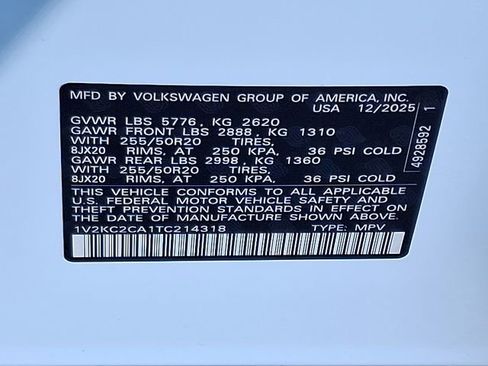 MFD BY VOLKSWAGEN GROUP OF AMERICA, INC.
USA 12/2025
GVWR LBS 5776, KG 2620
GAWR FRONT LBS 2888, KG 1310
WITH 255/50R20 TIRES,
8JX20 RIMS, AT 250 KPA, 36 PSI COLD
GAWR REAR LBS 2998, KG 1360
WITH 255/50R20 TIRES,
8JX20 RIMS, AT 250 KPA, 36 PSI COLD
THIS VEHICLE CONFORMS TO ALL APPLICABLE
U.S. FEDERAL MOTOR VEHICLE SAFETY AND
THEFT PREVENTION STANDARDS IN EFFECT ON
THE DATE OF MANUFACTURE SHOWN ABOVE.
1V2KC2CA1TC214318 TYPE: MPV
4928592 1